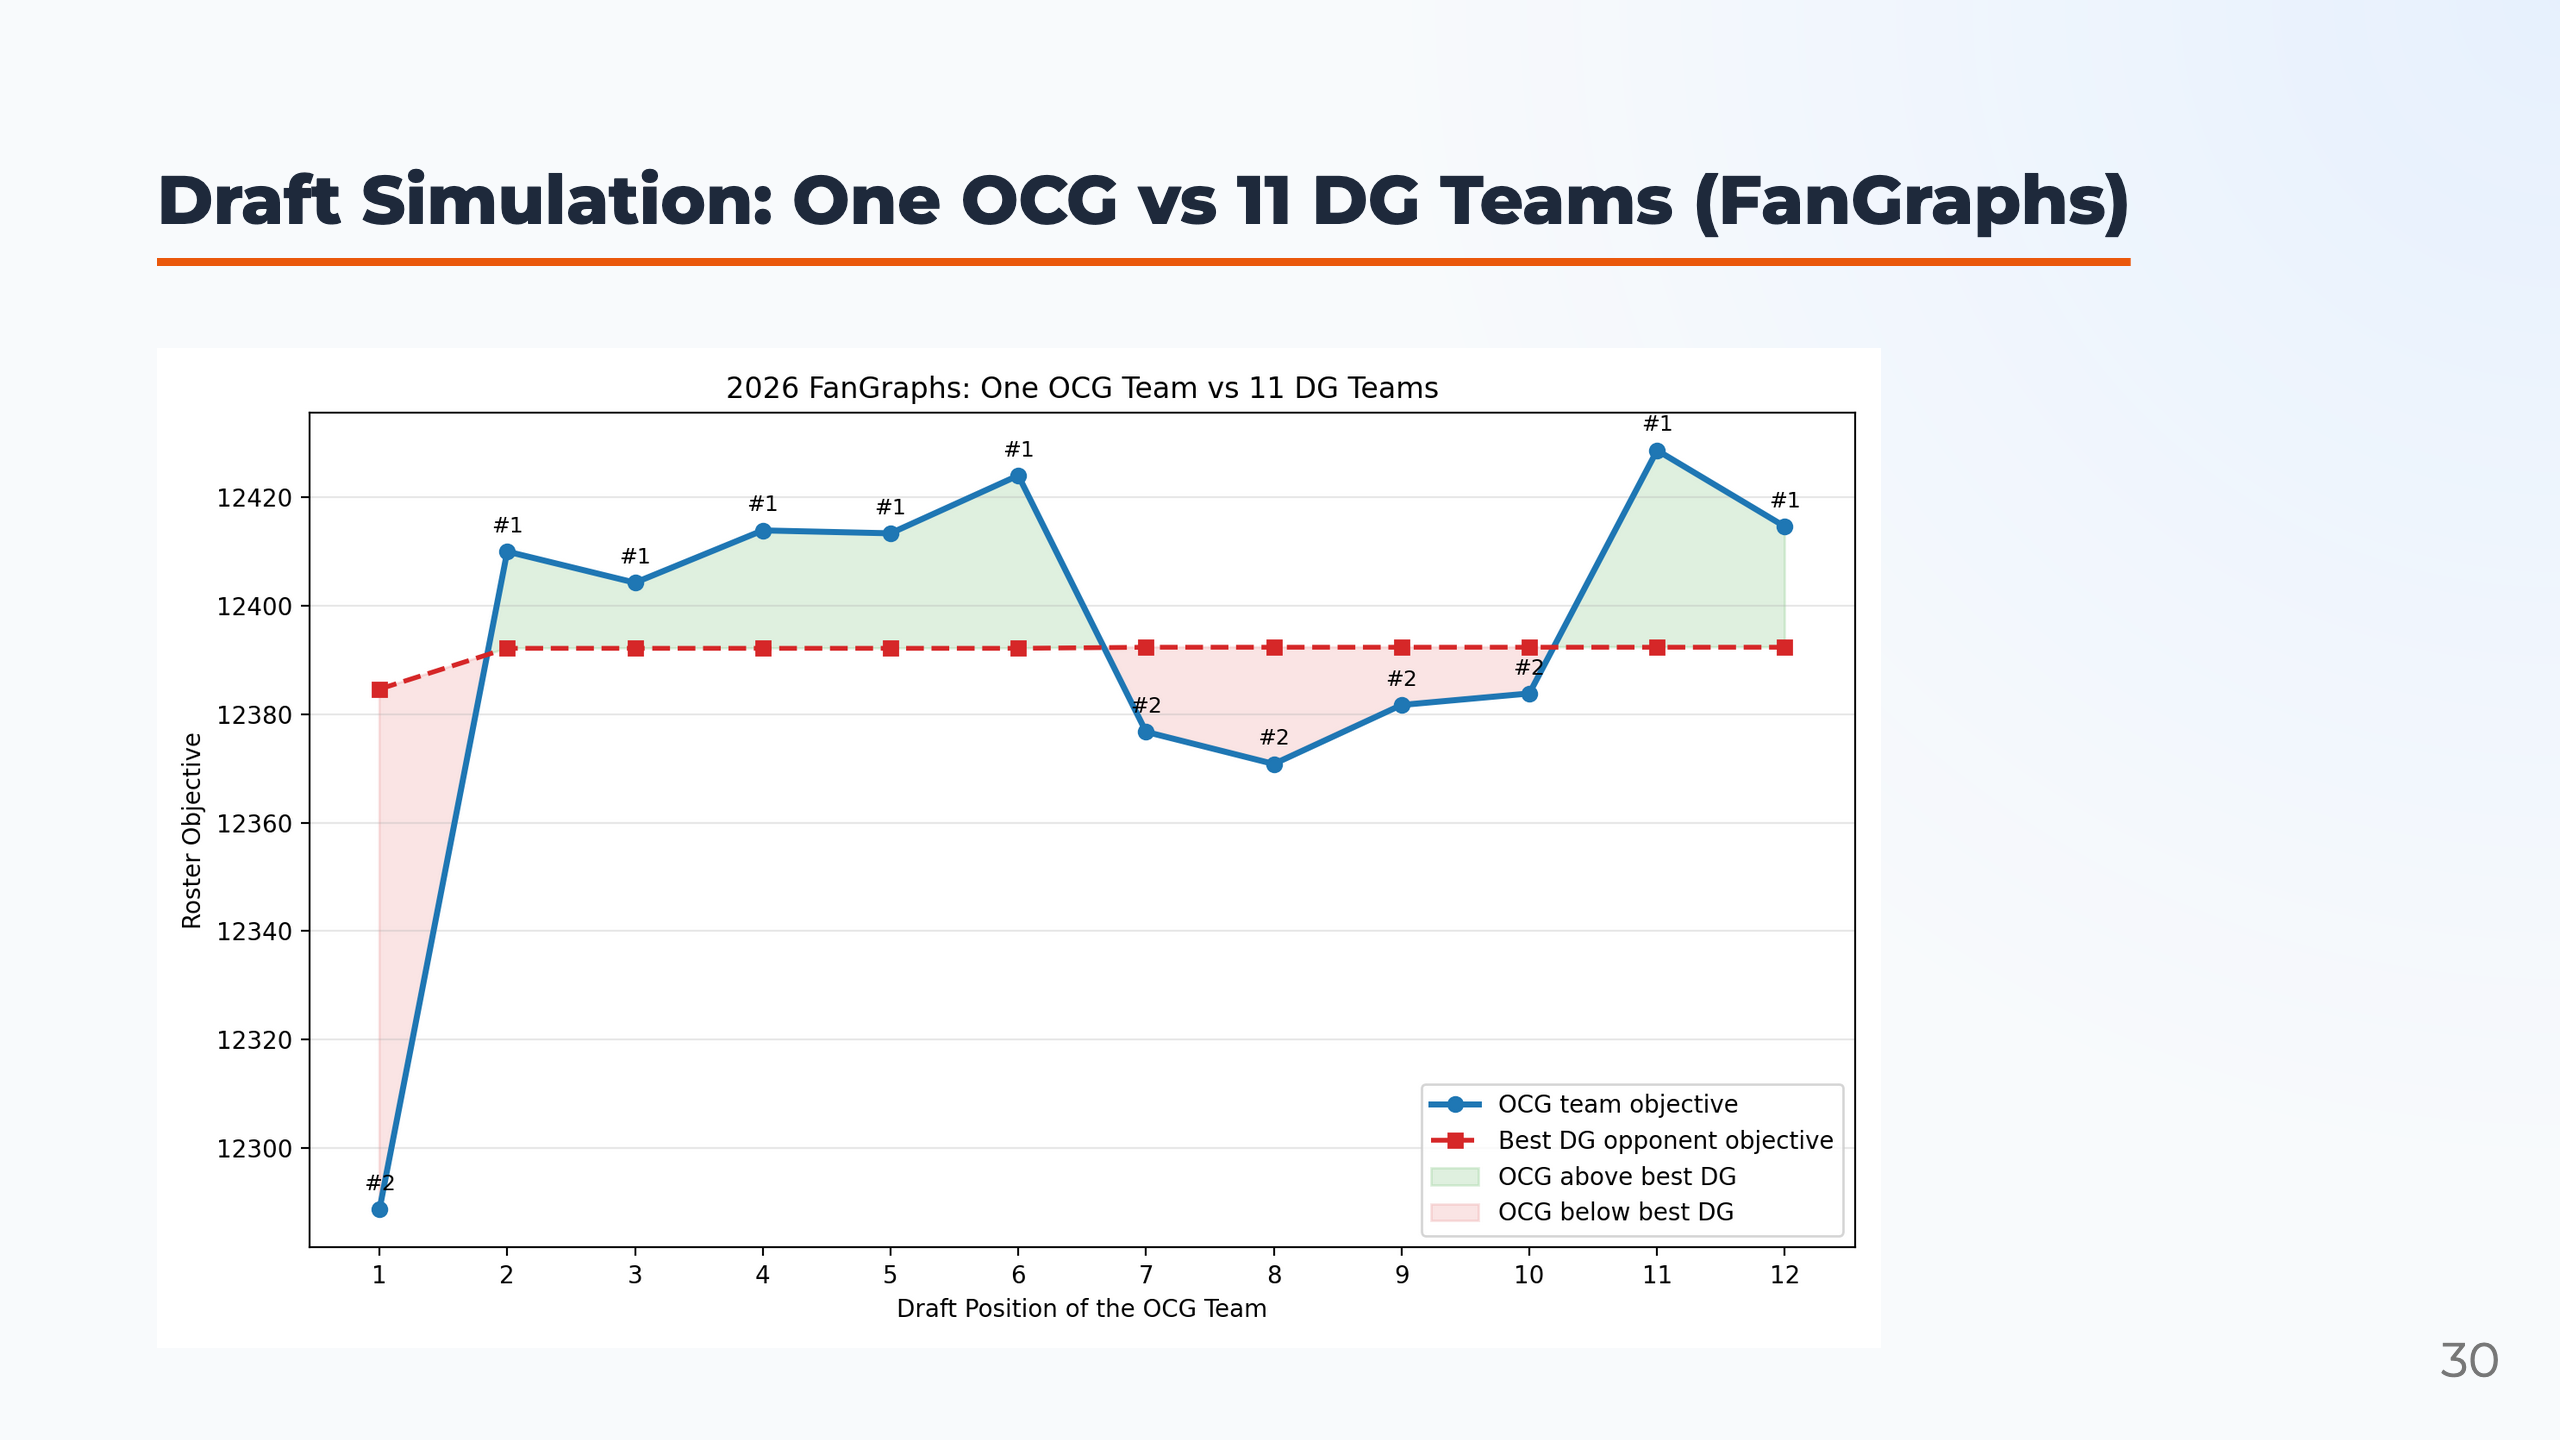 Draft Simulation: One OCG vs 11 DG Teams (FanGraphs)
2026 FanGraphs: One OCG Team vs 11 DG Teams
Roster Objective
12420
12400
12380
12360
12340
12320
12300
#2
#1
#1
#1
#1
#1
#2
#2
#2
#2
#1
#1
OCG team objective
Best DG opponent objective
OCG above best DG
OCG below best DG
1 2 3 4 5 6 7 8 9 10 11 12
Draft Position of the OCG Team
30